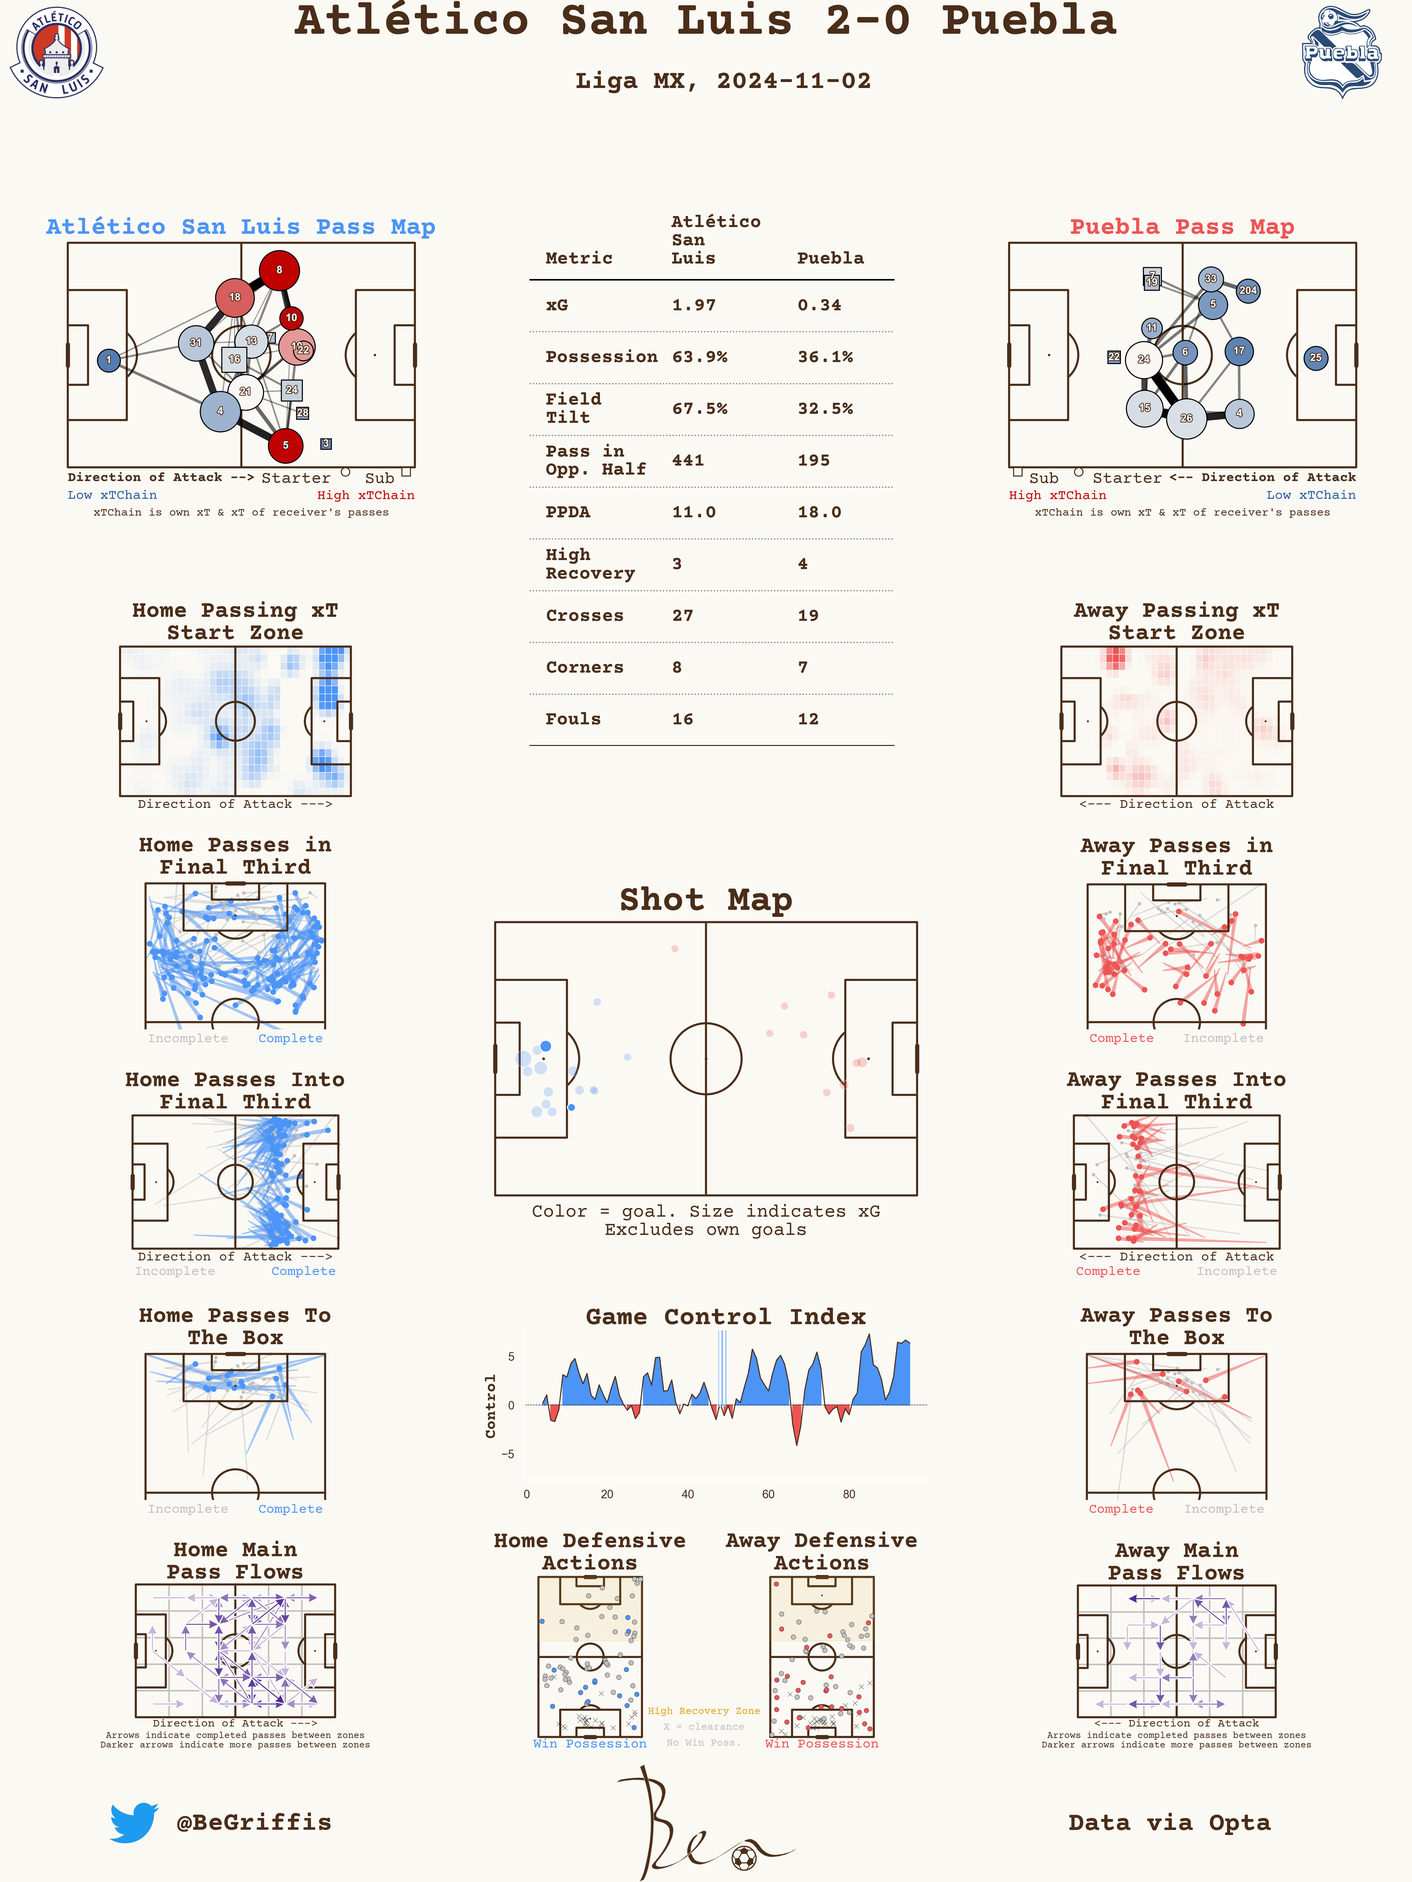 Atlético San Luis 2-0 Puebla
Liga MX, 2024-11-02
ATLÉTICO
SAN LUIS
Puebla
Atlético San Luis Pass Map
8
18
10
31
13
7
22
16
1
21
24
4
28
5
3
Direction of Attack --> Starter Sub
Low xTChain High xTChain
xTChain is own xT & xT of receiver's passes
Metric Atlético San Luis Puebla
xG 1.97 0.34
Possession 63.9% 36.1%
Field Tilt 67.5% 32.5%
Pass in Opp. Half 441 195
PPDA 11.0 18.0
High Recovery 3 4
Crosses 27 19
Corners 8 7
Fouls 16 12
Puebla Pass Map
7
19
33
204
5
11
22
24
6
17
25
15
26
4
Sub Starter <-- Direction of Attack
High xTChain Low xTChain
xTChain is own xT & xT of receiver's passes
Home Passing xT
Start Zone
Direction of Attack --->
Away Passing xT
Start Zone
<--- Direction of Attack
Home Passes in
Final Third
Incomplete Complete
Away Passes in
Final Third
Complete Incomplete
Shot Map
Color = goal. Size indicates xG
Excludes own goals
Home Passes Into
Final Third
Direction of Attack --->
Incomplete Complete
Away Passes Into
Final Third
<--- Direction of Attack
Complete Incomplete
Home Passes To
The Box
Incomplete Complete
Game Control Index
Control
5
0
−5
0 20 40 60 80
Away Passes To
The Box
Complete Incomplete
Home Main
Pass Flows
Direction of Attack --->
Arrows indicate completed passes between zones
Darker arrows indicate more passes between zones
Home Defensive
Actions
Win Possession
Away Defensive
Actions
Win Possession
High Recovery Zone
X = clearance
No Win Poss.
Away Main
Pass Flows
<--- Direction of Attack
Arrows indicate completed passes between zones
Darker arrows indicate more passes between zones
@BeGriffis
Ben
Data via Opta